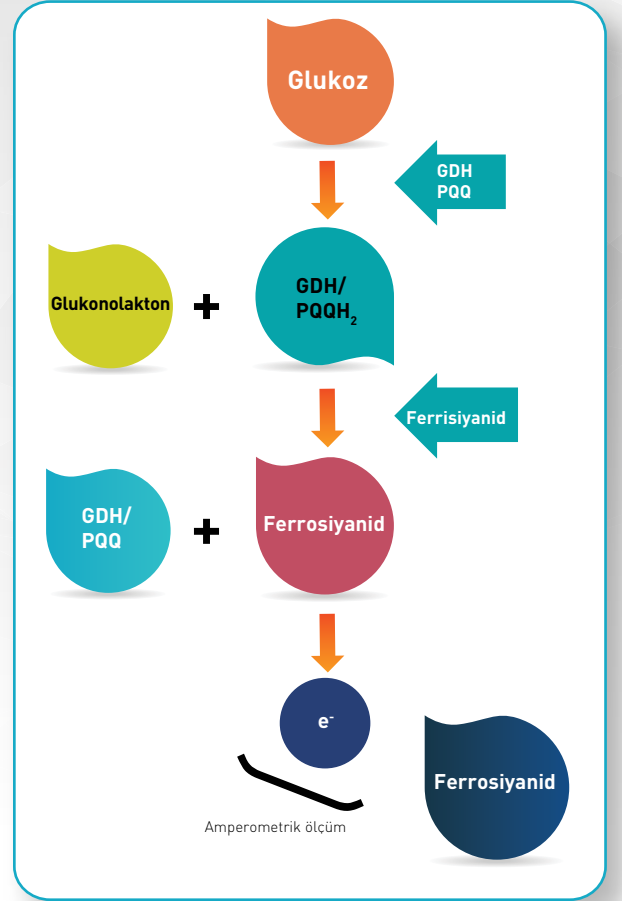 Glukoz
GDH
PQQ
Glukonolakton
+
GDH/
PQQH₂
Ferrisiyanid
GDH/
PQQ
+
Ferrosiyanid
e⁻
Ferrosiyanid
Amperometrik ölçüm